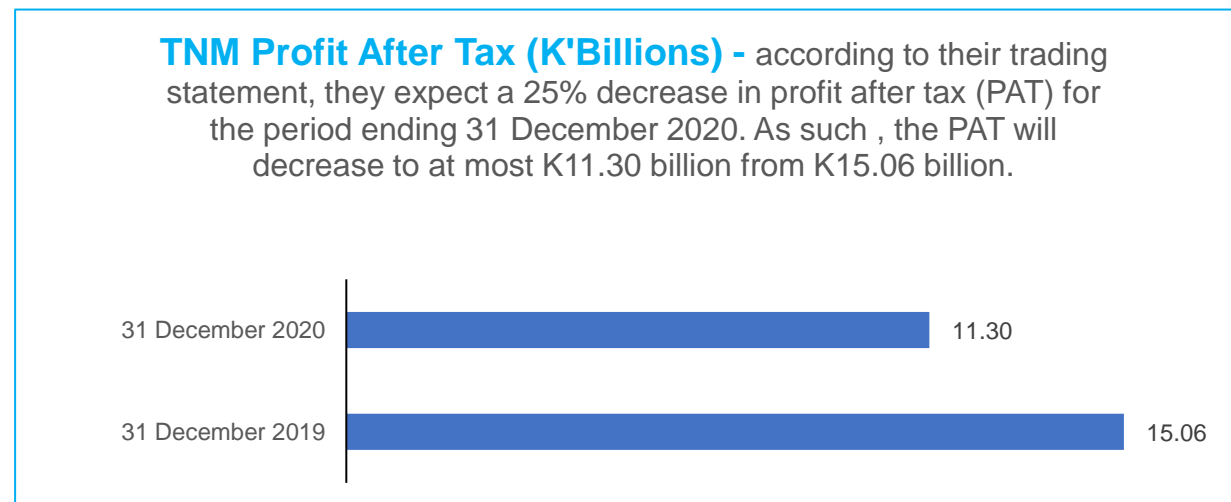 TNM Profit After Tax (K'Billions) - according to their trading
statement, they expect a 25% decrease in profit after tax (PAT) for
the period ending 31 December 2020. As such , the PAT will
decrease to at most K11.30 billion from K15.06 billion.
31 December 2020
11.30
31 December 2019
15.06